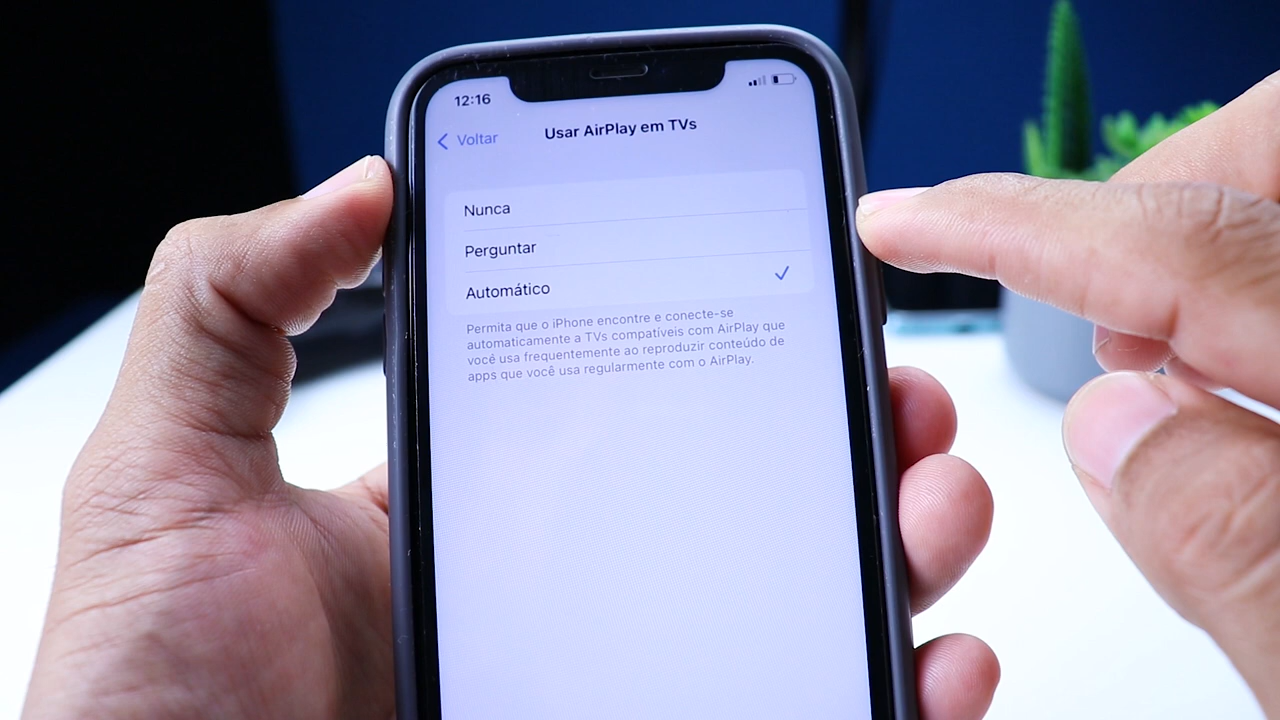 12:16
Voltar
Usar AirPlay em TVs
Nunca
Perguntar
Automático
Permita que o iPhone encontre e conecte-se
automaticamente a TVs compatíveis com AirPlay que
você usa frequentemente ao reproduzir conteúdo de
apps que você usa regularmente com o AirPlay.